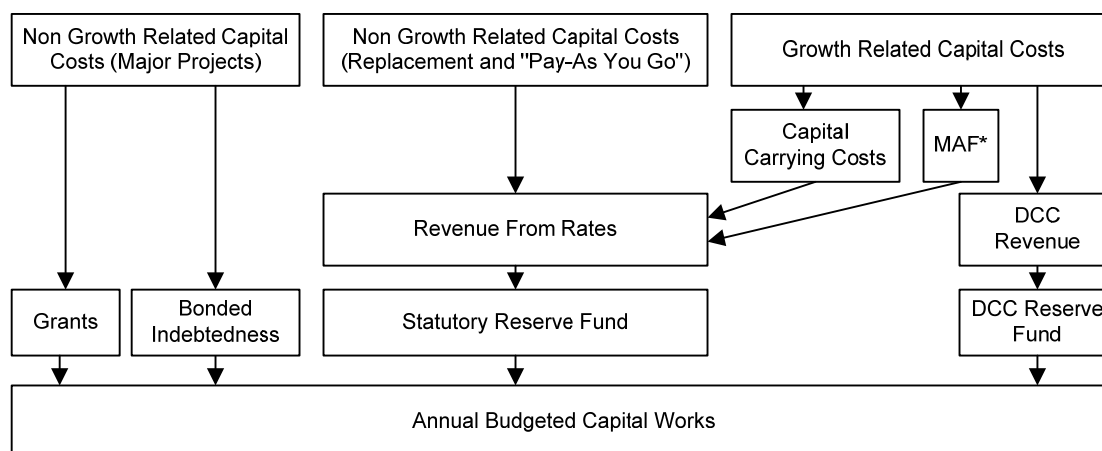 Non Growth Related Capital
Costs (Major Projects)
Non Growth Related Capital Costs
(Replacement and "Pay-As You Go")
Growth Related Capital Costs
Capital
Carrying Costs
MAF*
Revenue From Rates
DCC
Revenue
Grants
Bonded
Indebtedness
Statutory Reserve Fund
DCC Reserve
Fund
Annual Budgeted Capital Works